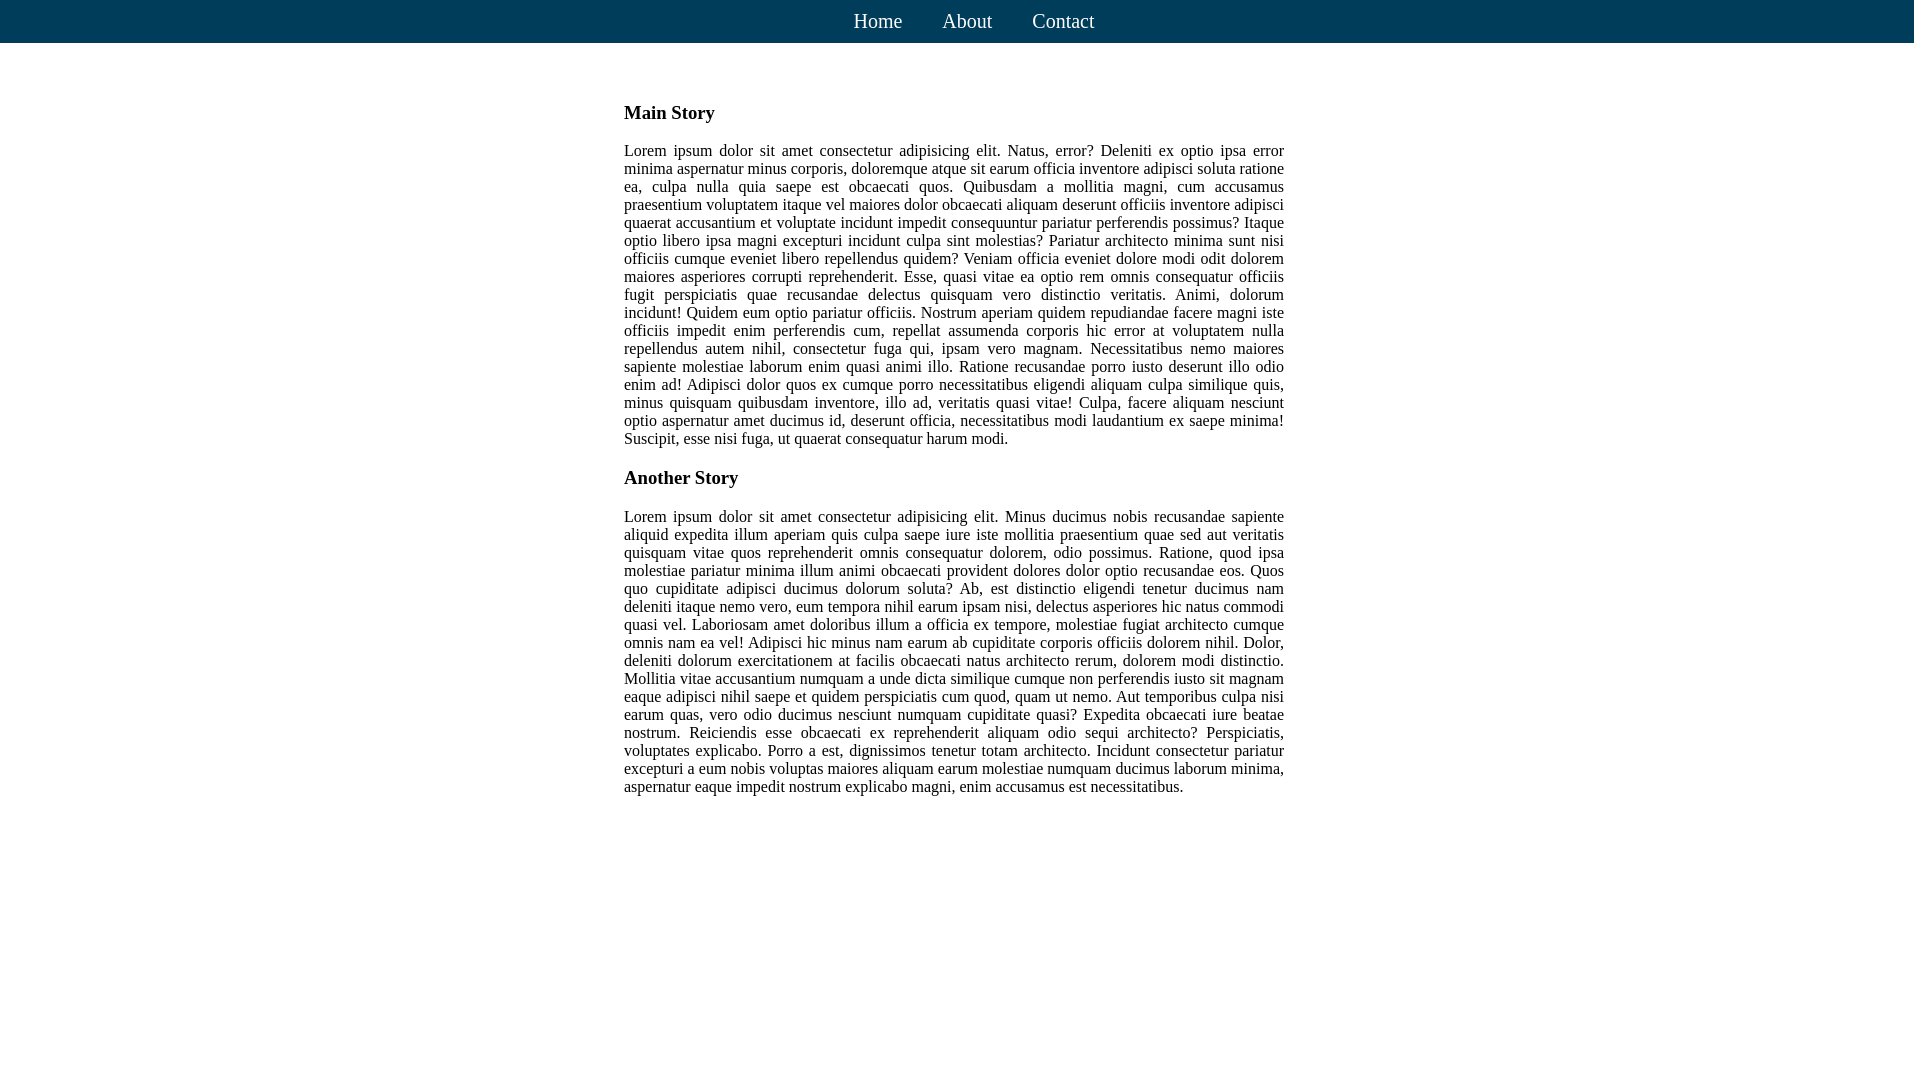 Home About Contact
Main Story
Lorem ipsum dolor sit amet consectetur adipisicing elit. Natus, error? Deleniti ex optio ipsa error
minima aspernatur minus corporis, doloremque atque sit earum officia inventore adipisci soluta ratione
ea, culpa nulla quia saepe est obcaecati quos. Quibusdam a mollitia magni, cum accusamus
praesentium voluptatem itaque vel maiores dolor obcaecati aliquam deserunt officiis inventore adipisci
quaerat accusantium et voluptate incidunt impedit consequuntur pariatur perferendis possimus? Itaque
optio libero ipsa magni excepturi incidunt culpa sint molestias? Pariatur architecto minima sunt nisi
officiis cumque eveniet libero repellendus quidem? Veniam officia eveniet dolore modi odit dolorem
maiores asperiores corrupti reprehenderit. Esse, quasi vitae ea optio rem omnis consequatur officiis
fugit perspiciatis quae recusandae delectus quisquam vero distinctio veritatis. Animi, dolorum
incidunt! Quidem eum optio pariatur officiis. Nostrum aperiam quidem repudiandae facere magni iste
officiis impedit enim perferendis cum, repellat assumenda corporis hic error at voluptatem nulla
repellendus autem nihil, consectetur fuga qui, ipsam vero magnam. Necessitatibus nemo maiores
sapiente molestiae laborum enim quasi animi illo. Ratione recusandae porro iusto deserunt illo odio
enim ad! Adipisci dolor quos ex cumque porro necessitatibus eligendi aliquam culpa similique quis,
minus quisquam quibusdam inventore, illo ad, veritatis quasi vitae! Culpa, facere aliquam nesciunt
optio aspernatur amet ducimus id, deserunt officia, necessitatibus modi laudantium ex saepe minima!
Suscipit, esse nisi fuga, ut quaerat consequatur harum modi.
Another Story
Lorem ipsum dolor sit amet consectetur adipisicing elit. Minus ducimus nobis recusandae sapiente
aliquid expedita illum aperiam quis culpa saepe iure iste mollitia praesentium quae sed aut veritatis
quisquam vitae quos reprehenderit omnis consequatur dolorem, odio possimus. Ratione, quod ipsa
molestiae pariatur minima illum animi obcaecati provident dolores dolor optio recusandae eos. Quos
quo cupiditate adipisci ducimus dolorum soluta? Ab, est distinctio eligendi tenetur ducimus nam
deleniti itaque nemo vero, eum tempora nihil earum ipsam nisi, delectus asperiores hic natus commodi
quasi vel. Laboriosam amet doloribus illum a officia ex tempore, molestiae fugiat architecto cumque
omnis nam ea vel! Adipisci hic minus nam earum ab cupiditate corporis officiis dolorem nihil. Dolor,
deleniti dolorum exercitationem at facilis obcaecati natus architecto rerum, dolorem modi distinctio.
Mollitia vitae accusantium numquam a unde dicta similique cumque non perferendis iusto sit magnam
eaque adipisci nihil saepe et quidem perspiciatis cum quod, quam ut nemo. Aut temporibus culpa nisi
earum quas, vero odio ducimus nesciunt numquam cupiditate quasi? Expedita obcaecati iure beatae
nostrum. Reiciendis esse obcaecati ex reprehenderit aliquam odio sequi architecto? Perspiciatis,
voluptates explicabo. Porro a est, dignissimos tenetur totam architecto. Incidunt consectetur pariatur
excepturi a eum nobis voluptas maiores aliquam earum molestiae numquam ducimus laborum minima,
aspernatur eaque impedit nostrum explicabo magni, enim accusamus est necessitatibus.